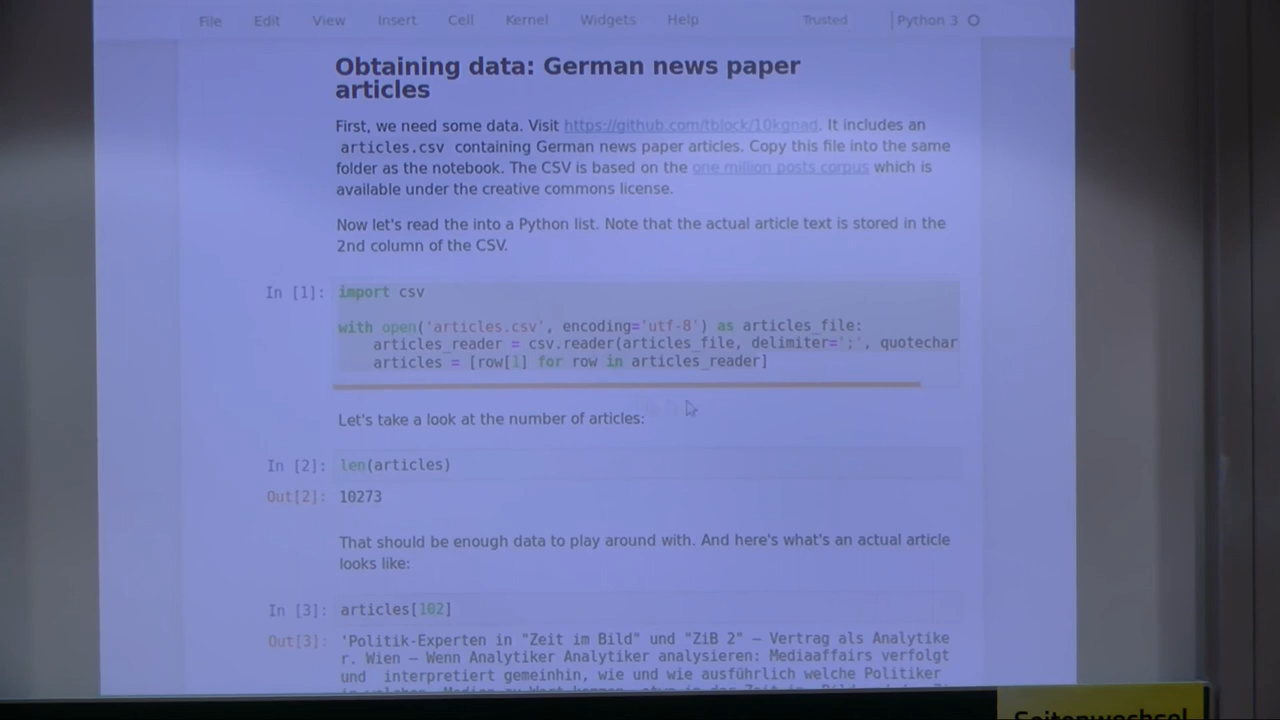 File Edit View Insert Cell Kernel Widgets Help Trusted Python 3
Obtaining data: German news paper
articles
First, we need some data. Visit https://github.com/tblock/10kgnad. It includes an
articles.csv containing German news paper articles. Copy this file into the same
folder as the notebook. The CSV is based on the one million posts corpus which is
available under the creative commons license.
Now let's read the into a Python list. Note that the actual article text is stored in the
2nd column of the CSV.
In [1]: import csv
with open('articles.csv', encoding='utf-8') as articles_file:
articles_reader = csv.reader(articles_file, delimiter=';', quotechar
articles = [row[1] for row in articles_reader]
Let's take a look at the number of articles:
In [2]: len(articles)
Out[2]: 10273
That should be enough data to play around with. And here's what's an actual article
looks like:
In [3]: articles[102]
Out[3]: 'Politik-Experten in "Zeit im Bild" und "ZiB 2" – Vertrag als Analytike
r. Wien – Wenn Analytiker Analytiker analysieren: Mediaaffairs verfolgt
und  interpretiert gemeinhin, wie und wie ausführlich welche Politiker
Seitenwechsel